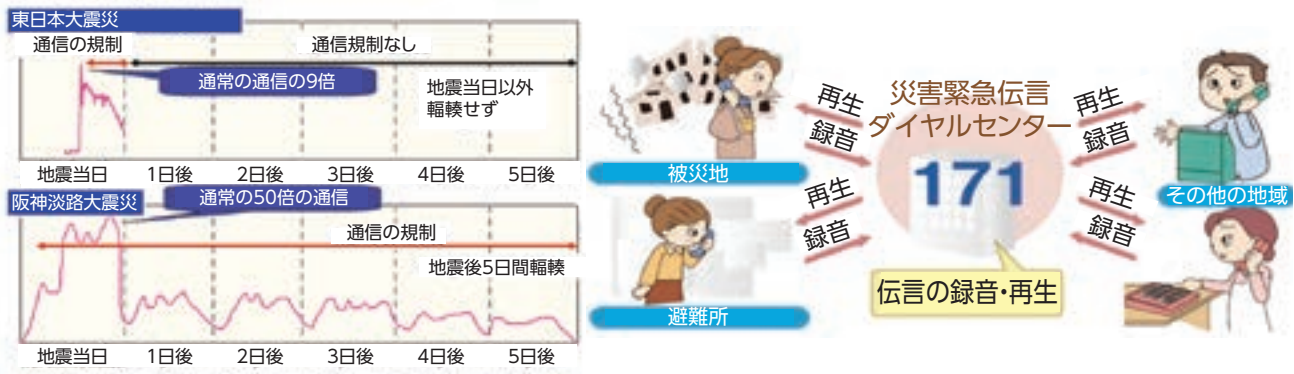 東日本大震災
通信の規制
通信規制なし
通常の通信の9倍
地震当日以外
輻輳せず
地震当日 1日後 2日後 3日後 4日後 5日後
阪神淡路大震災
通常の50倍の通信
通信の規制
地震後5日間輻輳
地震当日 1日後 2日後 3日後 4日後 5日後
災害緊急伝言
ダイヤルセンター
171
伝言の録音・再生
再生
録音
被災地
再生
録音
避難所
再生
録音
その他の地域
再生
録音